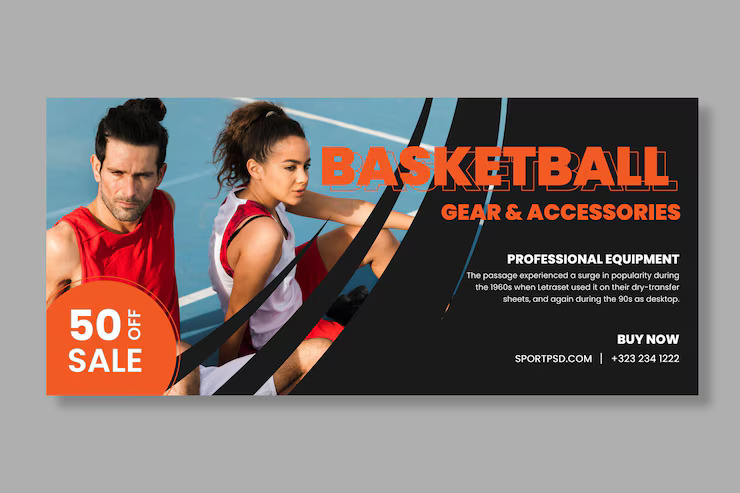 BASKETBALL
GEAR & ACCESSORIES
PROFESSIONAL EQUIPMENT
The passage experienced a surge in popularity during
the 1960s when Letraset used it on their dry-transfer
sheets, and again during the 90s as desktop.
BUY NOW
SPORTPSD.COM | +323 234 1222
50 OFF
SALE